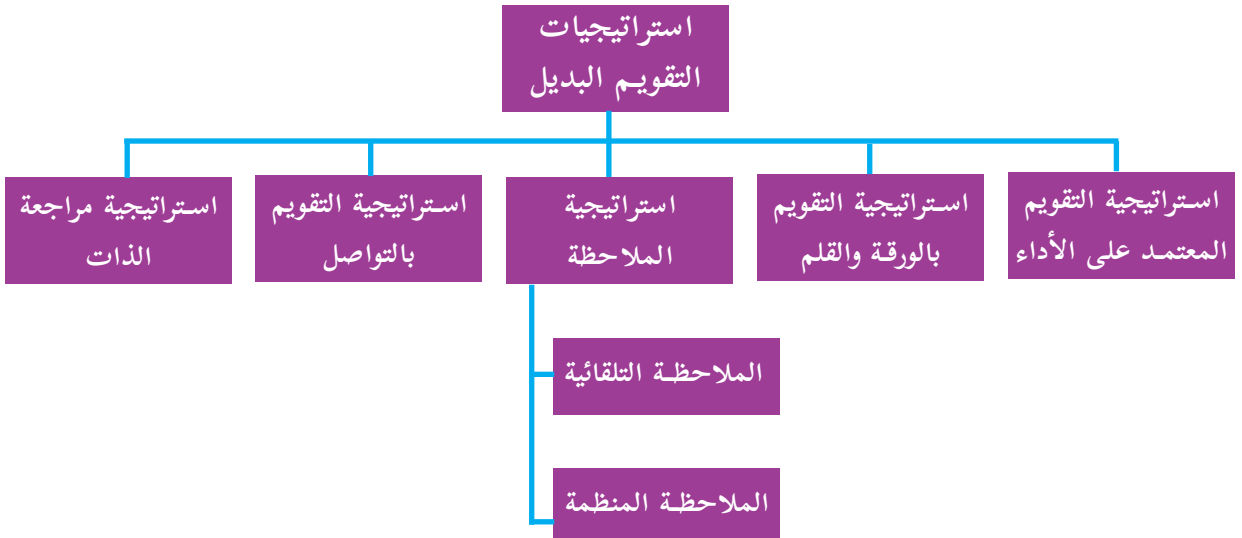 استراتيجيات
التقويم البديل
استراتيجية التقويم
المعتمد على الأداء
استراتيجية التقويم
بالورقة والقلم
استراتيجية
الملاحظة
استراتيجية التقويم
بالتواصل
استراتيجية مراجعة
الذات
الملاحظة التلقائية
الملاحظة المنظمة